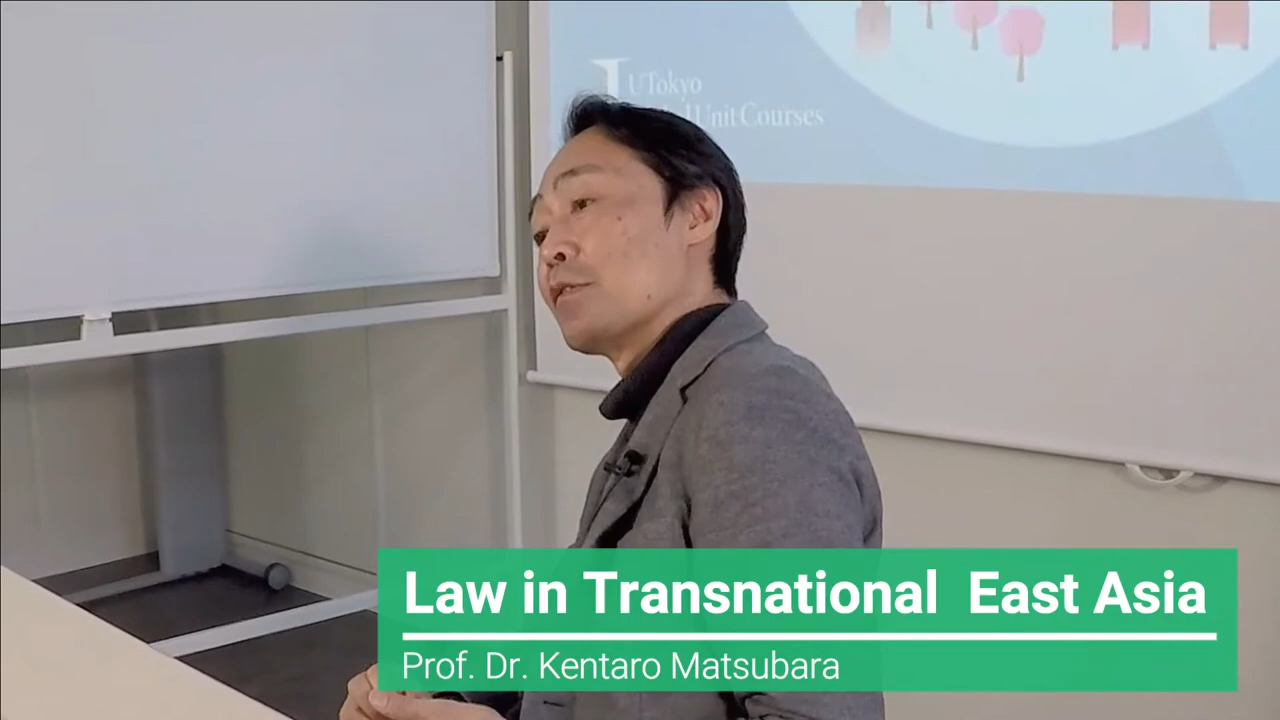 UTokyo
Unit Courses
Law in Transnational  East Asia
Prof. Dr. Kentaro Matsubara